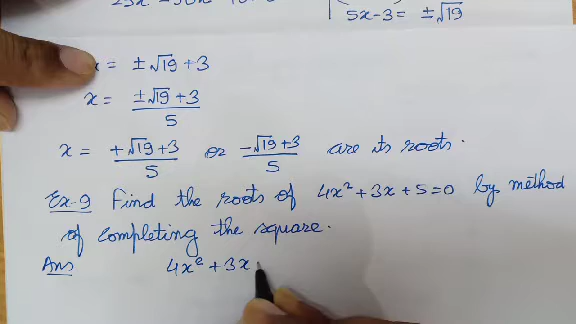 5x-3 = ±√19
x = ±√19 + 3
x = (±√19 + 3)/5
x = (+√19 + 3)/5 or (-√19 + 3)/5 are its roots.
Ex-9 Find the roots of 4x² + 3x + 5 = 0 by method
of completing the square.
Ans 4x² + 3x